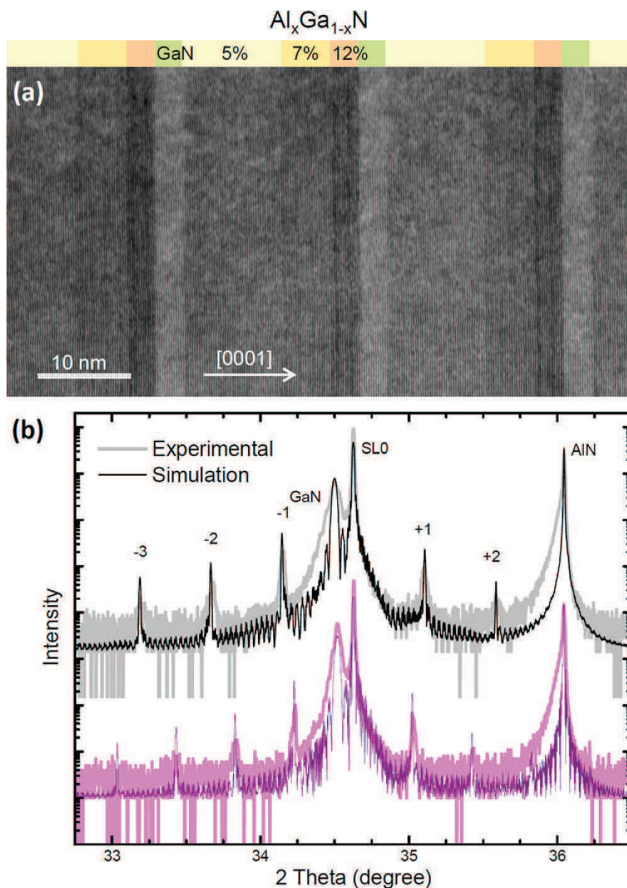 AlₓGa₁₋ₓN
GaN 5% 7% 12%
(a)
10 nm [0001]
(b)
Experimental
Simulation
SL0
AlN
GaN
-1
-2
-3
+1
+2
Intensity
33 34 35 36
2 Theta (degree)